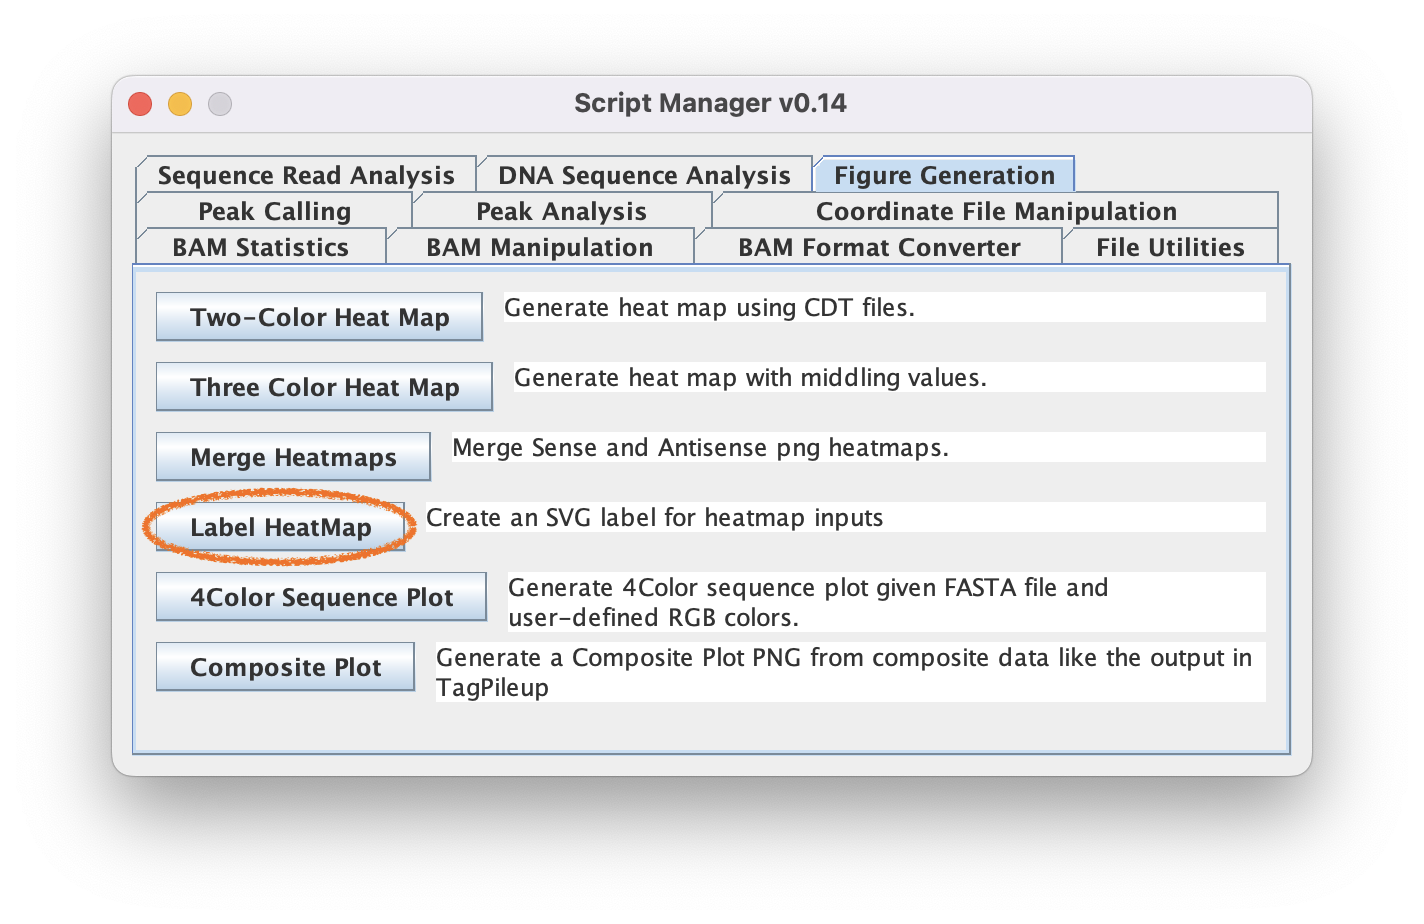 Script Manager v0.14
Sequence Read Analysis
DNA Sequence Analysis
Figure Generation
Peak Calling
Peak Analysis
Coordinate File Manipulation
BAM Statistics
BAM Manipulation
BAM Format Converter
File Utilities
Two-Color Heat Map
Generate heat map using CDT files.
Three Color Heat Map
Generate heat map with middling values.
Merge Heatmaps
Merge Sense and Antisense png heatmaps.
Label HeatMap
Create an SVG label for heatmap inputs
4Color Sequence Plot
Generate 4Color sequence plot given FASTA file and
user-defined RGB colors.
Composite Plot
Generate a Composite Plot PNG from composite data like the output in
TagPileup